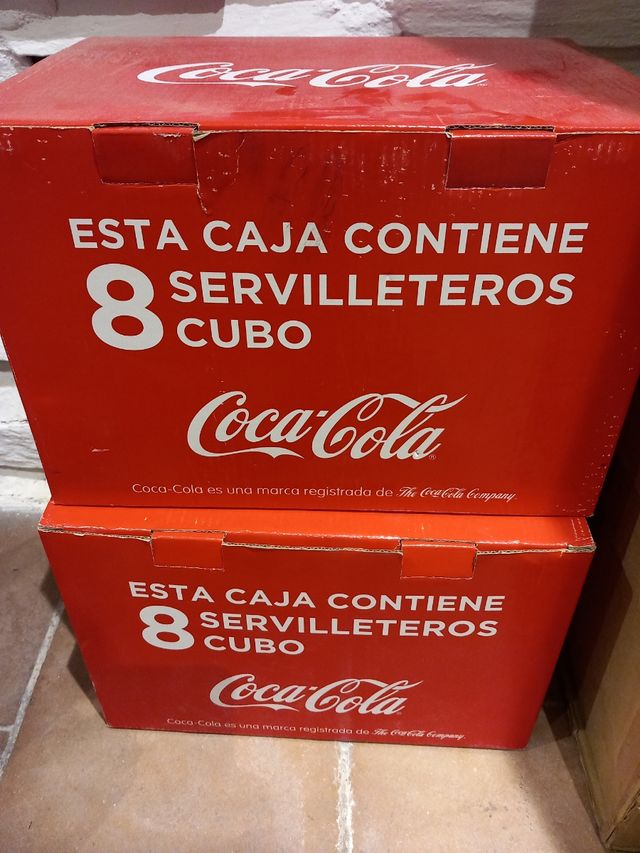 Coca-Cola
ESTA CAJA CONTIENE
8 SERVILLETEROS
CUBO
Coca-Cola
Coca-Cola es una marca registrada de The Coca-Cola Company.
ESTA CAJA CONTIENE
8 SERVILLETEROS
CUBO
Coca-Cola
Coca-Cola es una marca registrada de The Coca-Cola Company.